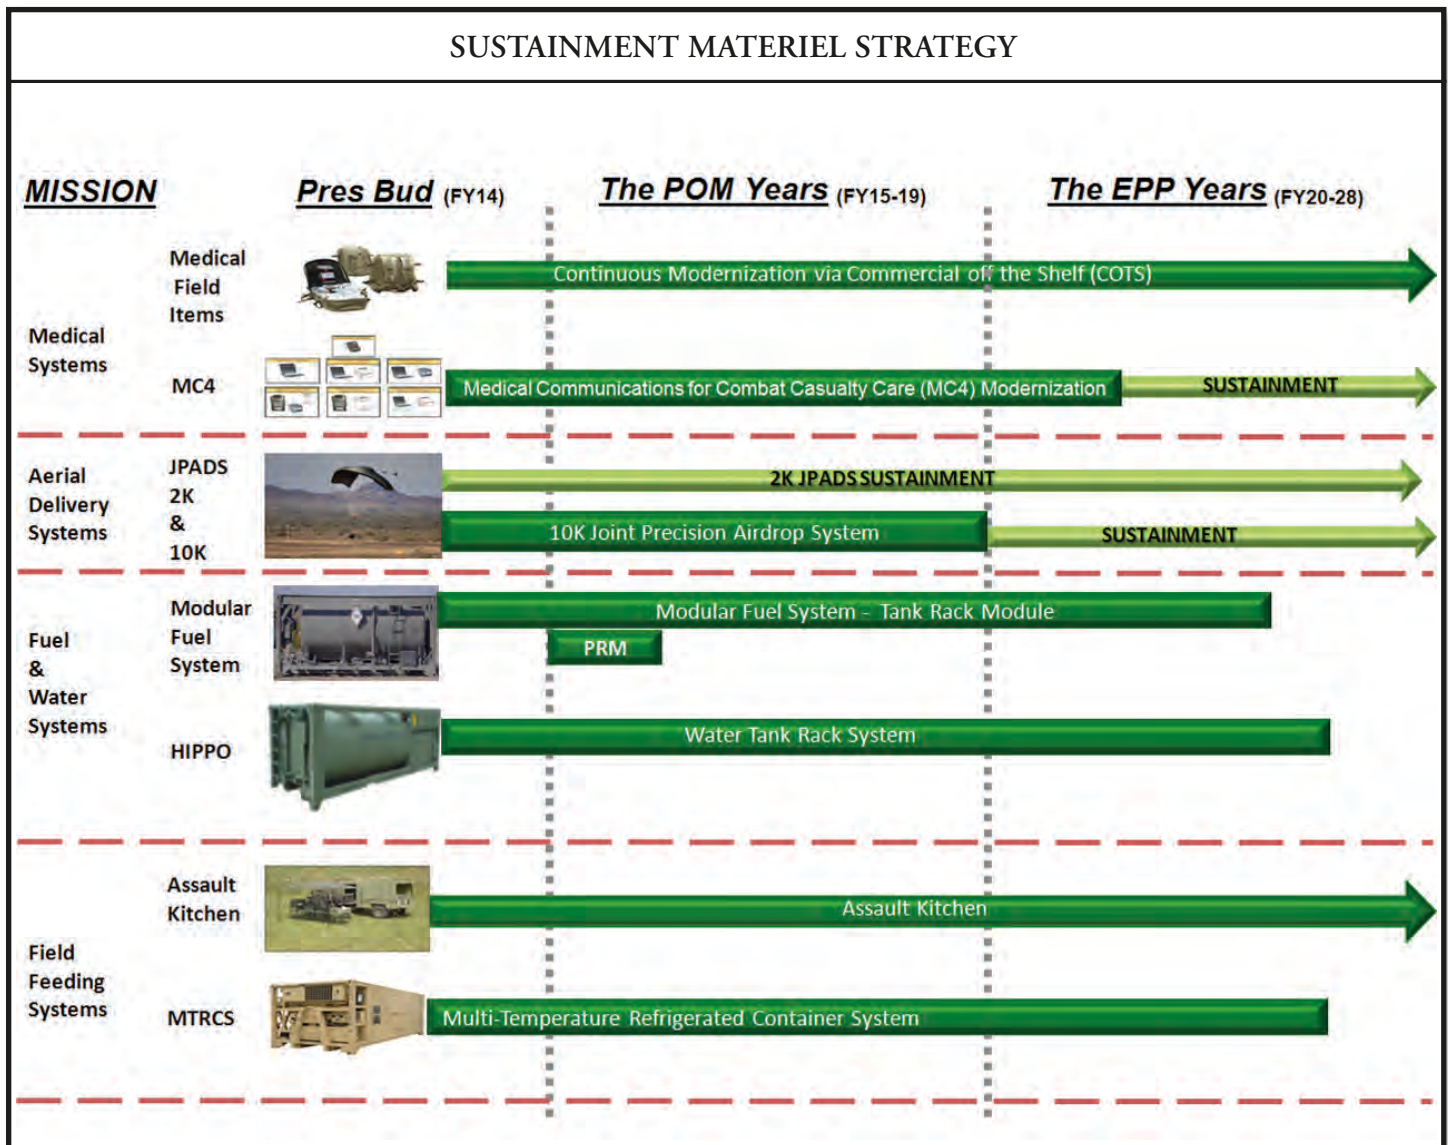 SUSTAINMENT MATERIEL STRATEGY
MISSION
Pres Bud (FY14)
The POM Years (FY15-19)
The EPP Years (FY20-28)
Medical
Systems
Medical
Field
Items
Continuous Modernization via Commercial off the Shelf (COTS)
MC4
Medical Communications for Combat Casualty Care (MC4) Modernization
SUSTAINMENT
Aerial
Delivery
Systems
JPADS
2K
&
10K
2K JPADS SUSTAINMENT
10K Joint Precision Airdrop System
SUSTAINMENT
Fuel
&
Water
Systems
Modular
Fuel
System
Modular Fuel System - Tank Rack Module
PRM
HIPPO
Water Tank Rack System
Field
Feeding
Systems
Assault
Kitchen
Assault Kitchen
MTRCS
Multi-Temperature Refrigerated Container System